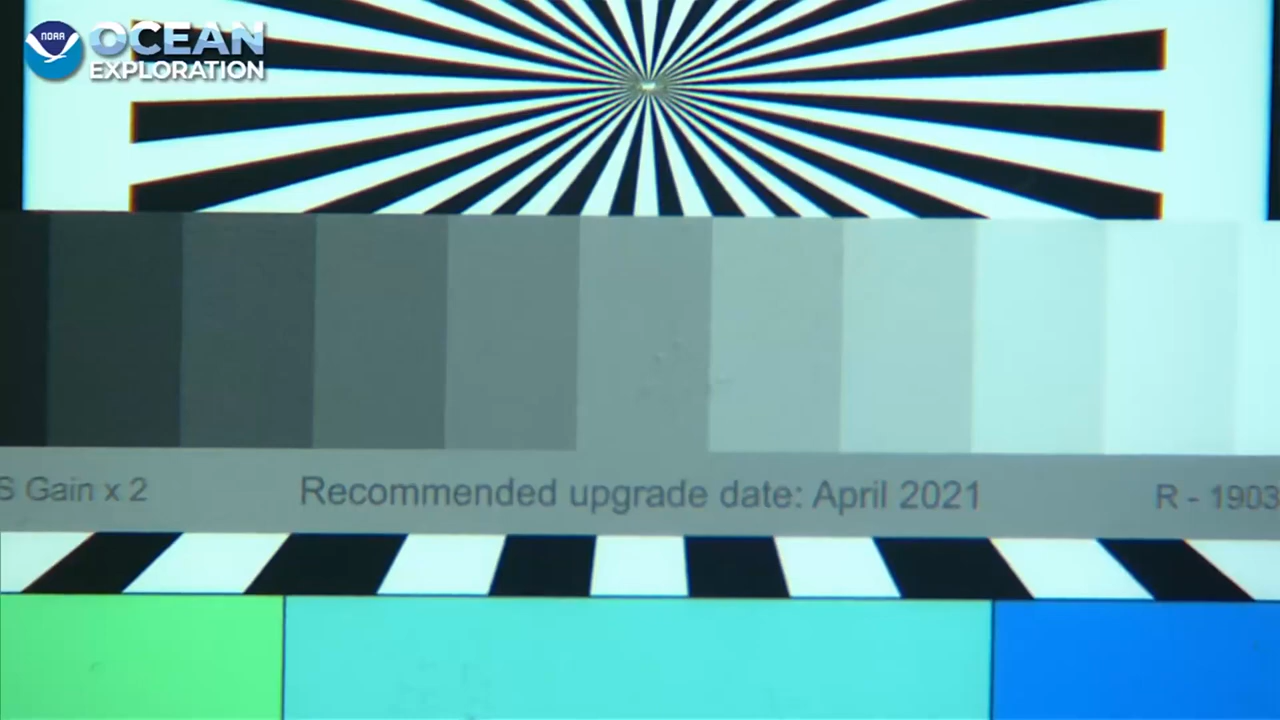 NOAA
OCEAN
EXPLORATION
S Gain x 2
Recommended upgrade date: April 2021
R - 1903